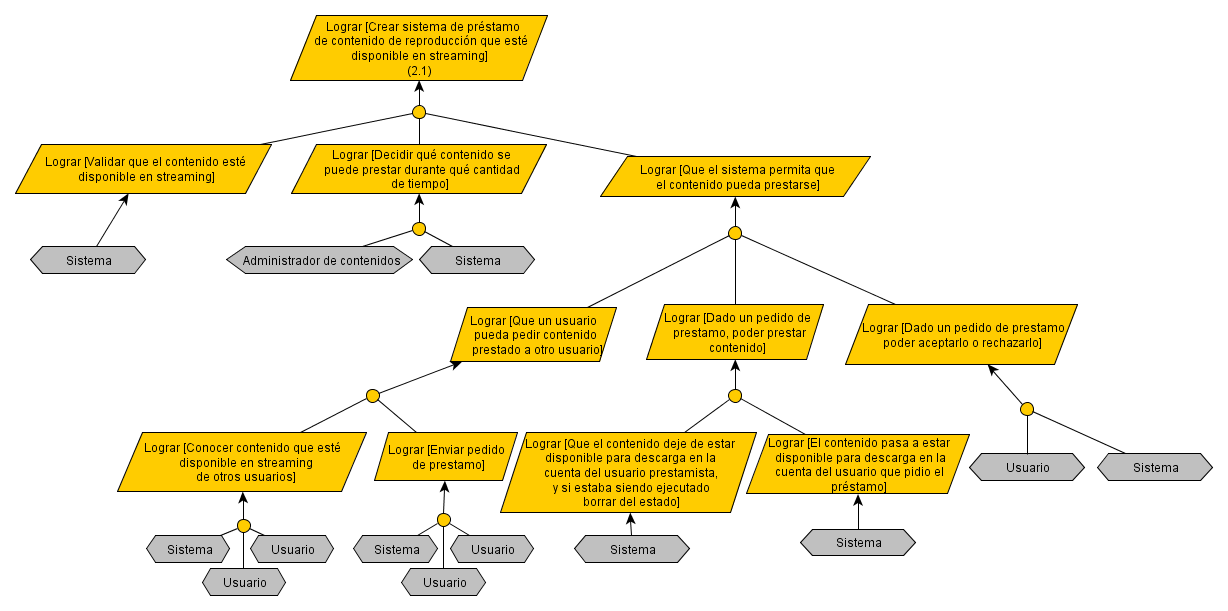 Lograr [Crear sistema de préstamo
de contenido de reproducción que esté
disponible en streaming]
(2.1)
Lograr [Validar que el contenido esté
disponible en streaming]
Lograr [Decidir qué contenido se
puede prestar durante qué cantidad
de tiempo]
Lograr [Que el sistema permita que
el contenido pueda prestarse]
Sistema
Administrador de contenidos
Sistema
Lograr [Que un usuario
pueda pedir contenido
prestado a otro usuario]
Lograr [Dado un pedido de
prestamo, poder prestar
contenido]
Lograr [Dado un pedido de prestamo
poder aceptarlo o rechazarlo]
Lograr [Conocer contenido que esté
disponible en streaming
de otros usuarios]
Lograr [Enviar pedido
de prestamo]
Lograr [Que el contenido deje de estar
disponible para descarga en la
cuenta del usuario prestamista,
y si estaba siendo ejecutado
borrar del estado]
Lograr [El contenido pasa a estar
disponible para descarga en la
cuenta del usuario que pidio el
préstamo]
Usuario
Sistema
Sistema
Usuario
Usuario
Sistema
Usuario
Usuario
Sistema
Sistema